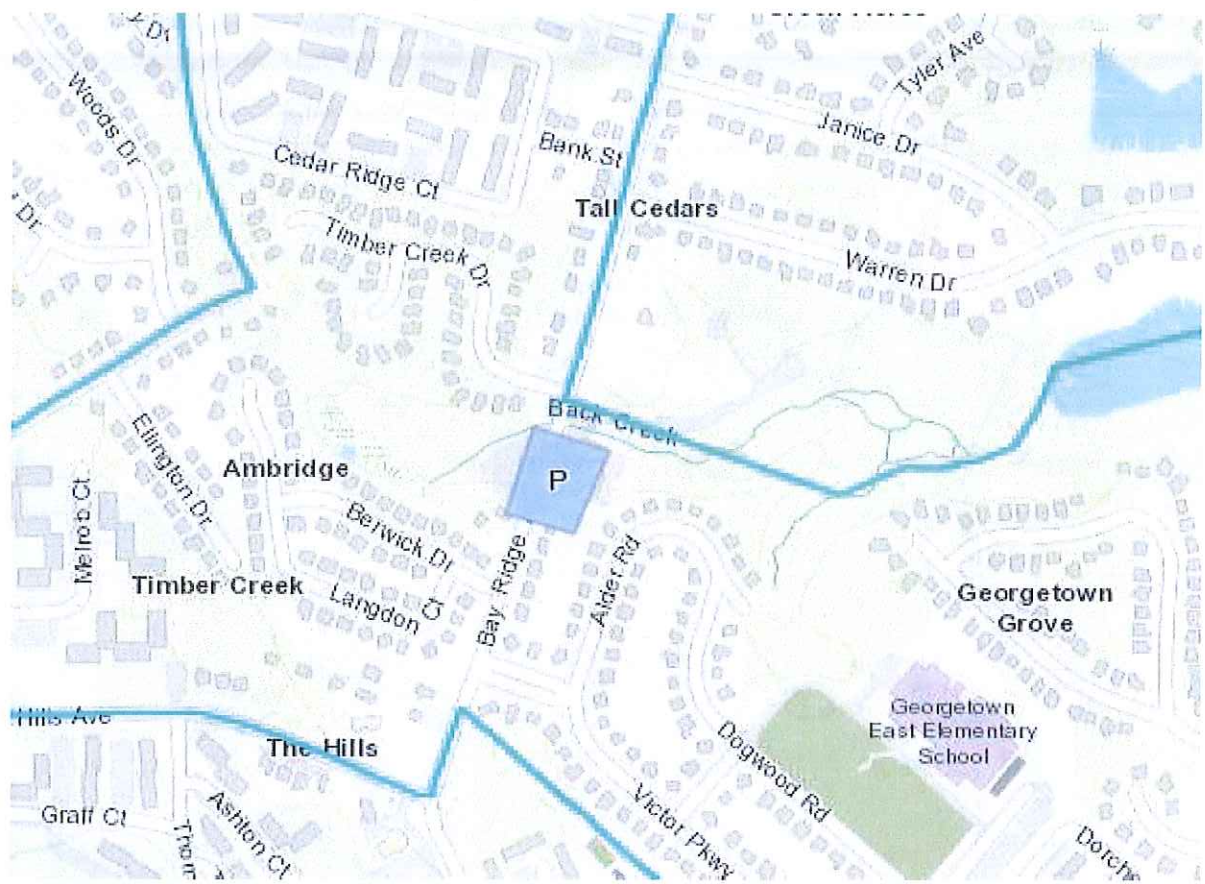 Tyler Ave
Woods Dr
Janice Dr
Bank St
Cedar Ridge Ct
Tall Cedars
Timber Creek Dr
Warren Dr
Back Creek
Ellington Dr
Ambridge
P
Melrob Ct
Berwick Dr
Bay Ridge
Alder Rd
Timber Creek
Langdon
Ct
Georgetown
Grove
Hills Ave
The Hills
Georgetown
East Elementary
School
Dogwood Rd
Victor Pkwy
Graff Ct
Ashton Ct
Thom
Dorche